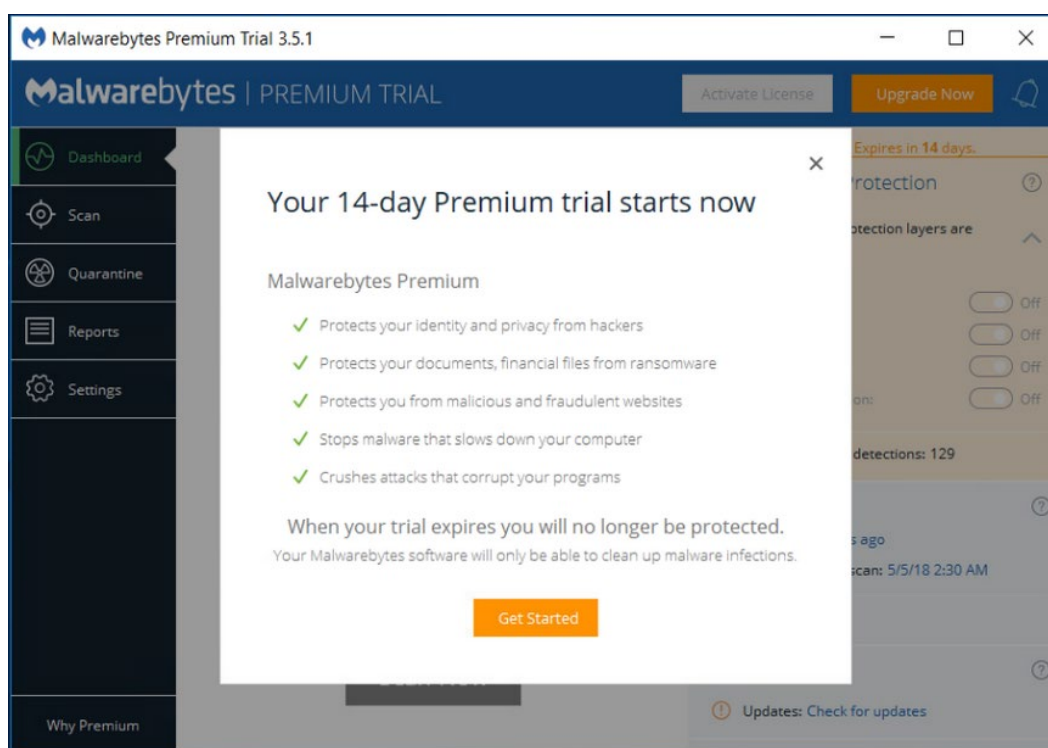 Malwarebytes Premium Trial 3.5.1
Malwarebytes | PREMIUM TRIAL
Activate License
Upgrade Now
Dashboard
Scan
Quarantine
Reports
Settings
Why Premium
Your 14-day Premium trial starts now
Malwarebytes Premium
Protects your identity and privacy from hackers
Protects your documents, financial files from ransomware
Protects you from malicious and fraudulent websites
Stops malware that slows down your computer
Crushes attacks that corrupt your programs
When your trial expires you will no longer be protected.
Your Malwarebytes software will only be able to clean up malware infections.
Get Started
Expires in 14 days.
layers are
Off
Off
Off
Off
detections: 129
ago
5/5/18 2:30 AM
Updates: Check for updates